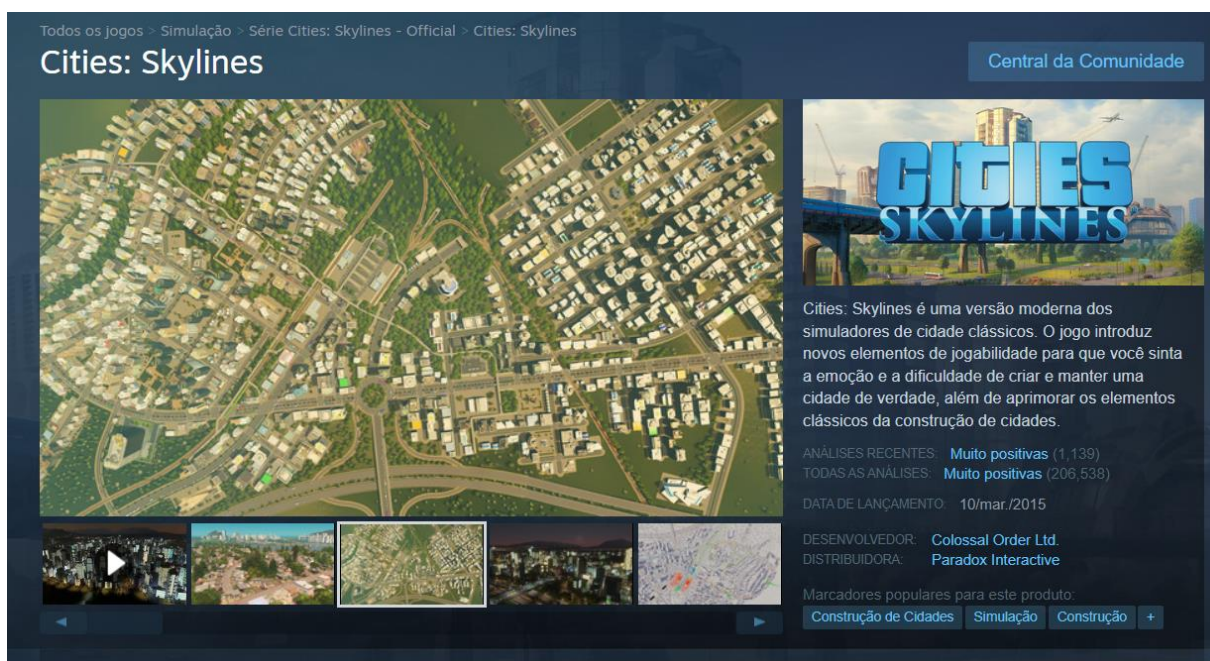 Todos os jogos > Simulação > Série Cities: Skylines - Official > Cities: Skylines
Cities: Skylines
Central da Comunidade
CITIES
SKYLINES
Cities: Skylines é uma versão moderna dos
simuladores de cidade clássicos. O jogo introduz
novos elementos de jogabilidade para que você sinta
a emoção e a dificuldade de criar e manter uma
cidade de verdade, além de aprimorar os elementos
clássicos da construção de cidades.
ANÁLISES RECENTES: Muito positivas (1,139)
TODAS AS ANÁLISES: Muito positivas (206,538)
DATA DE LANÇAMENTO: 10/mar./2015
DESENVOLVEDOR: Colossal Order Ltd.
DISTRIBUIDORA: Paradox Interactive
Marcadores populares para este produto:
Construção de Cidades Simulação Construção +